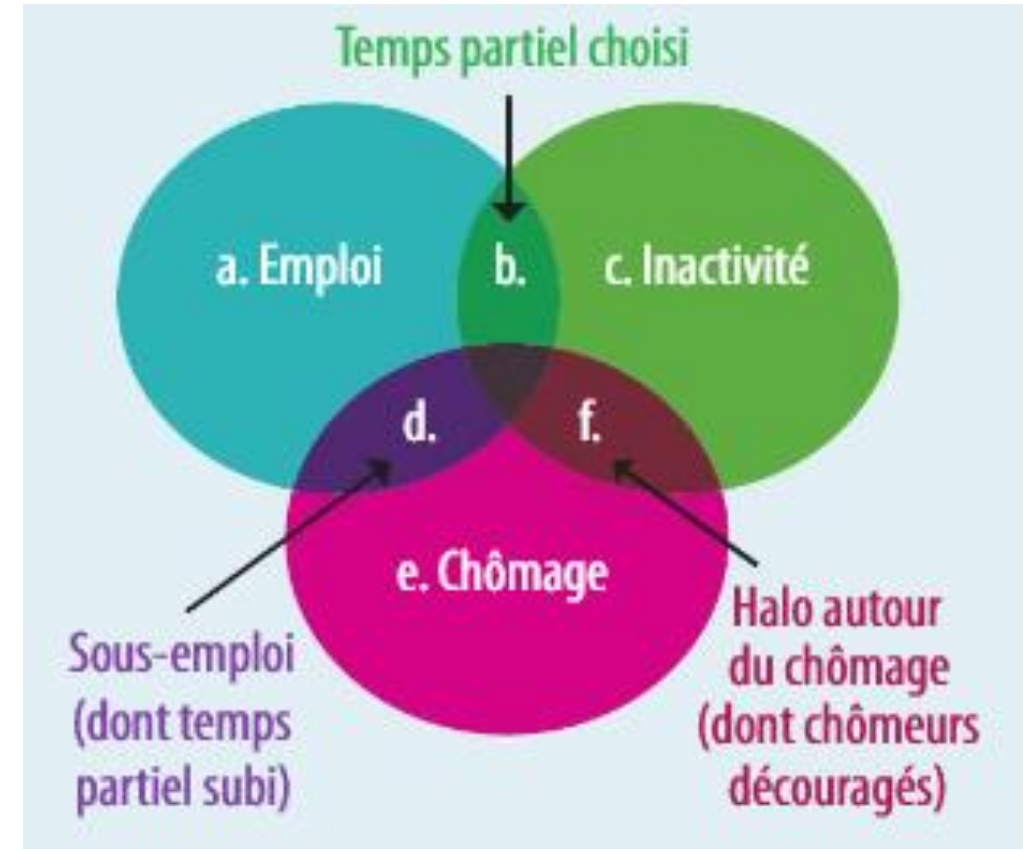 Temps partiel choisi
a. Emploi
b.
c. Inactivité
d.
f.
e. Chômage
Sous-emploi
(dont temps
partiel subi)
Halo autour
du chômage
(dont chômeurs
découragés)